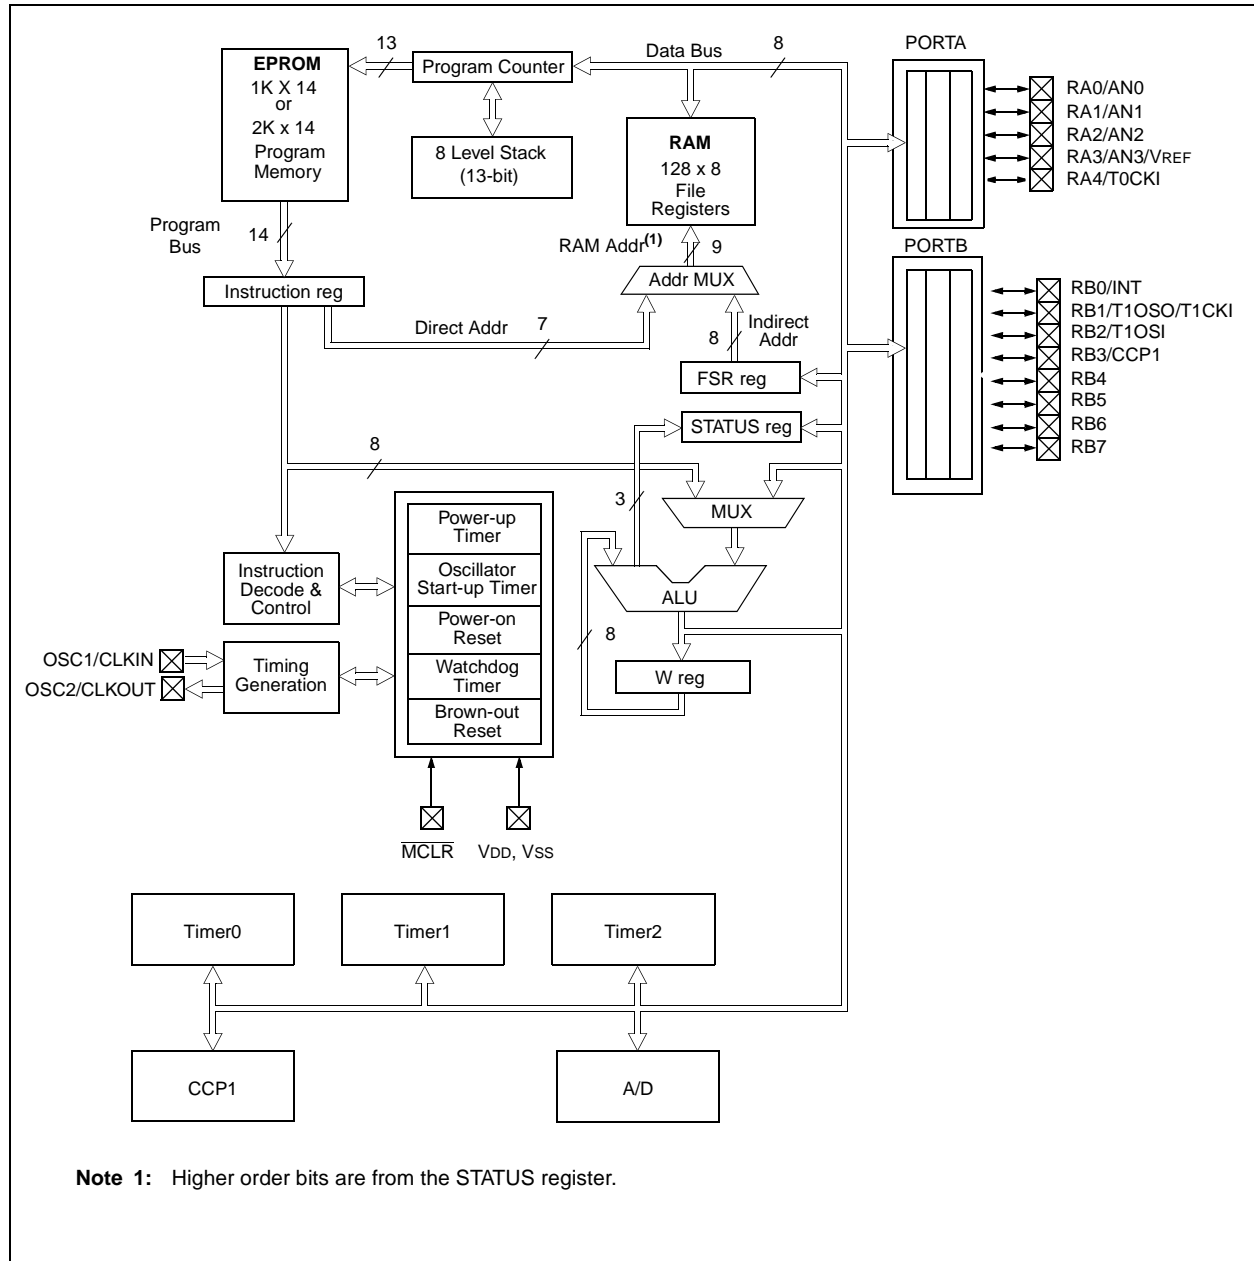 EPROM
1K X 14
or
2K x 14
Program
Memory
13
Program Counter
Data Bus
8
8 Level Stack
(13-bit)
RAM
128 x 8
File
Registers
PORTA
RA0/AN0
RA1/AN1
RA2/AN2
RA3/AN3/VREF
RA4/T0CKI
Program
Bus
14
RAM Addr(1)
9
Instruction reg
Addr MUX
Direct Addr
7
8
Indirect
Addr
FSR reg
STATUS reg
PORTB
RB0/INT
RB1/T1OSO/T1CKI
RB2/T1OSI
RB3/CCP1
RB4
RB5
RB6
RB7
8
3
MUX
Power-up
Timer
Oscillator
Start-up Timer
Power-on
Reset
Watchdog
Timer
Brown-out
Reset
Instruction
Decode &
Control
ALU
8
W reg
OSC1/CLKIN
OSC2/CLKOUT
Timing
Generation
MCLR
VDD, VSS
Timer0
Timer1
Timer2
CCP1
A/D
Note 1: Higher order bits are from the STATUS register.